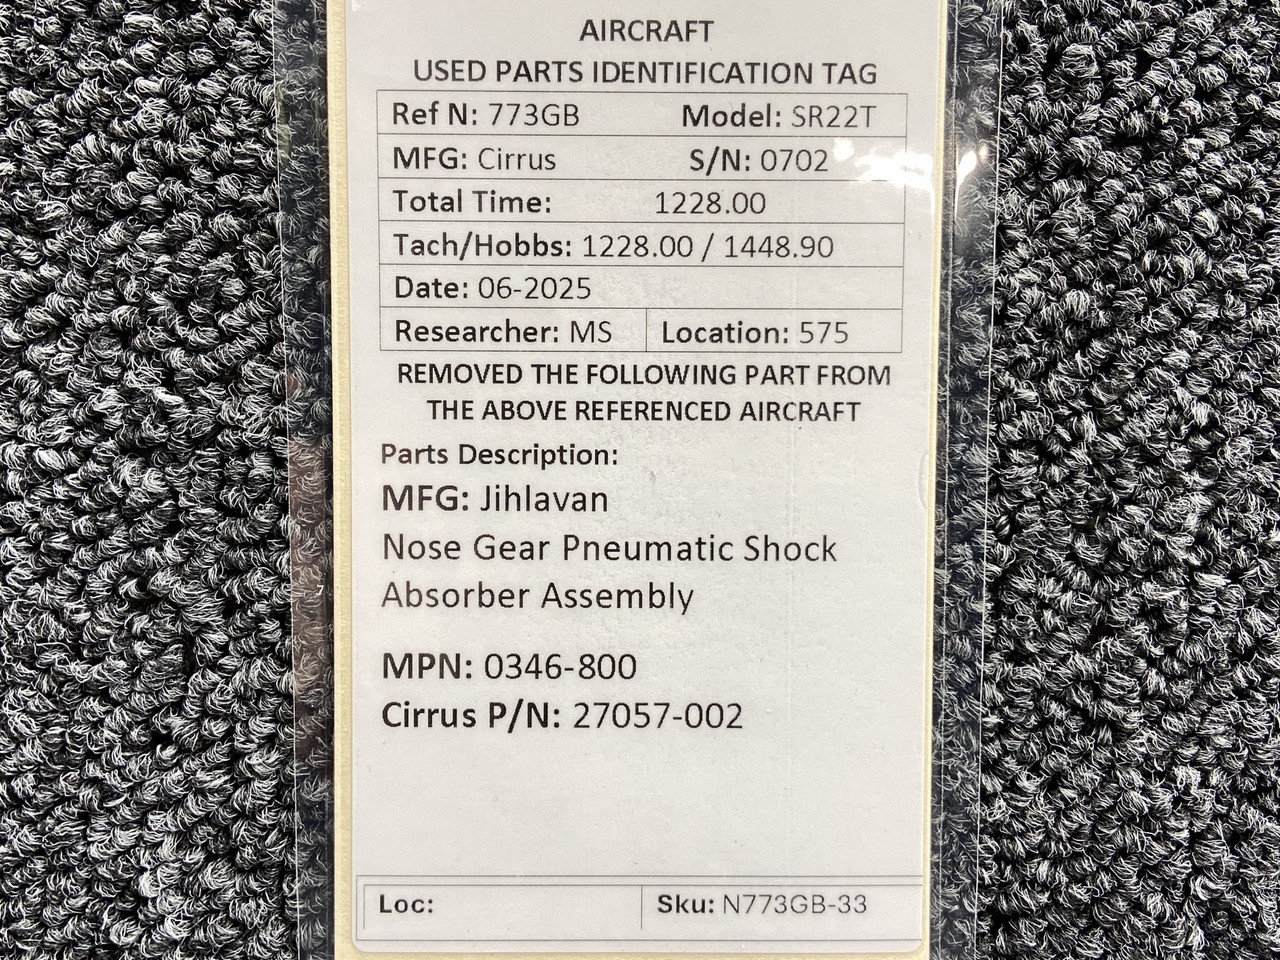 AIRCRAFT
USED PARTS IDENTIFICATION TAG
Ref N: 773GB Model: SR22T
MFG: Cirrus S/N: 0702
Total Time: 1228.00
Tach/Hobbs: 1228.00 / 1448.90
Date: 06-2025
Researcher: MS Location: 575
REMOVED THE FOLLOWING PART FROM
THE ABOVE REFERENCED AIRCRAFT
Parts Description:
MFG: Jihlavan
Nose Gear Pneumatic Shock
Absorber Assembly
MPN: 0346-800
Cirrus P/N: 27057-002
Loc: Sku: N773GB-33